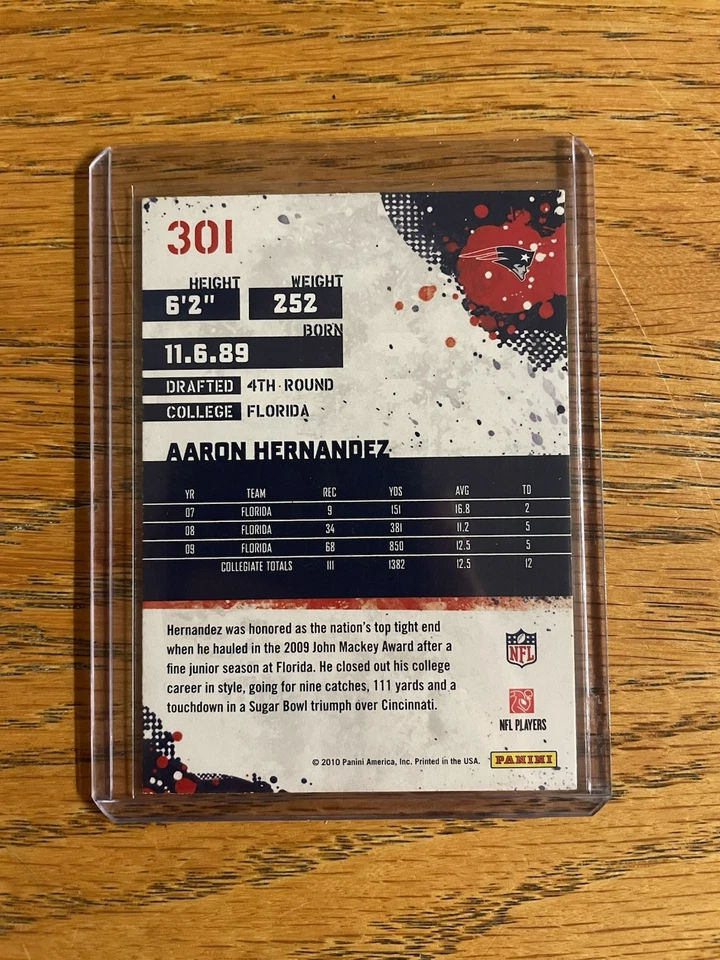 301
HEIGHT WEIGHT
6'2" 252
BORN
11.6.89
DRAFTED 4TH · ROUND
COLLEGE FLORIDA
AARON HERNANDEZ
YR TEAM REC YDS AVG TD
07 FLORIDA 9 151 16.8 2
08 FLORIDA 34 381 11.2 5
09 FLORIDA 68 850 12.5 5
COLLEGIATE TOTALS 111 1382 12.5 12
Hernandez was honored as the nation's top tight end
when he hauled in the 2009 John Mackey Award after a
fine junior season at Florida. He closed out his college
career in style, going for nine catches, 111 yards and a
touchdown in a Sugar Bowl triumph over Cincinnati.
NFL
NFL PLAYERS
© 2010 Panini America, Inc. Printed in the USA.
PANINI